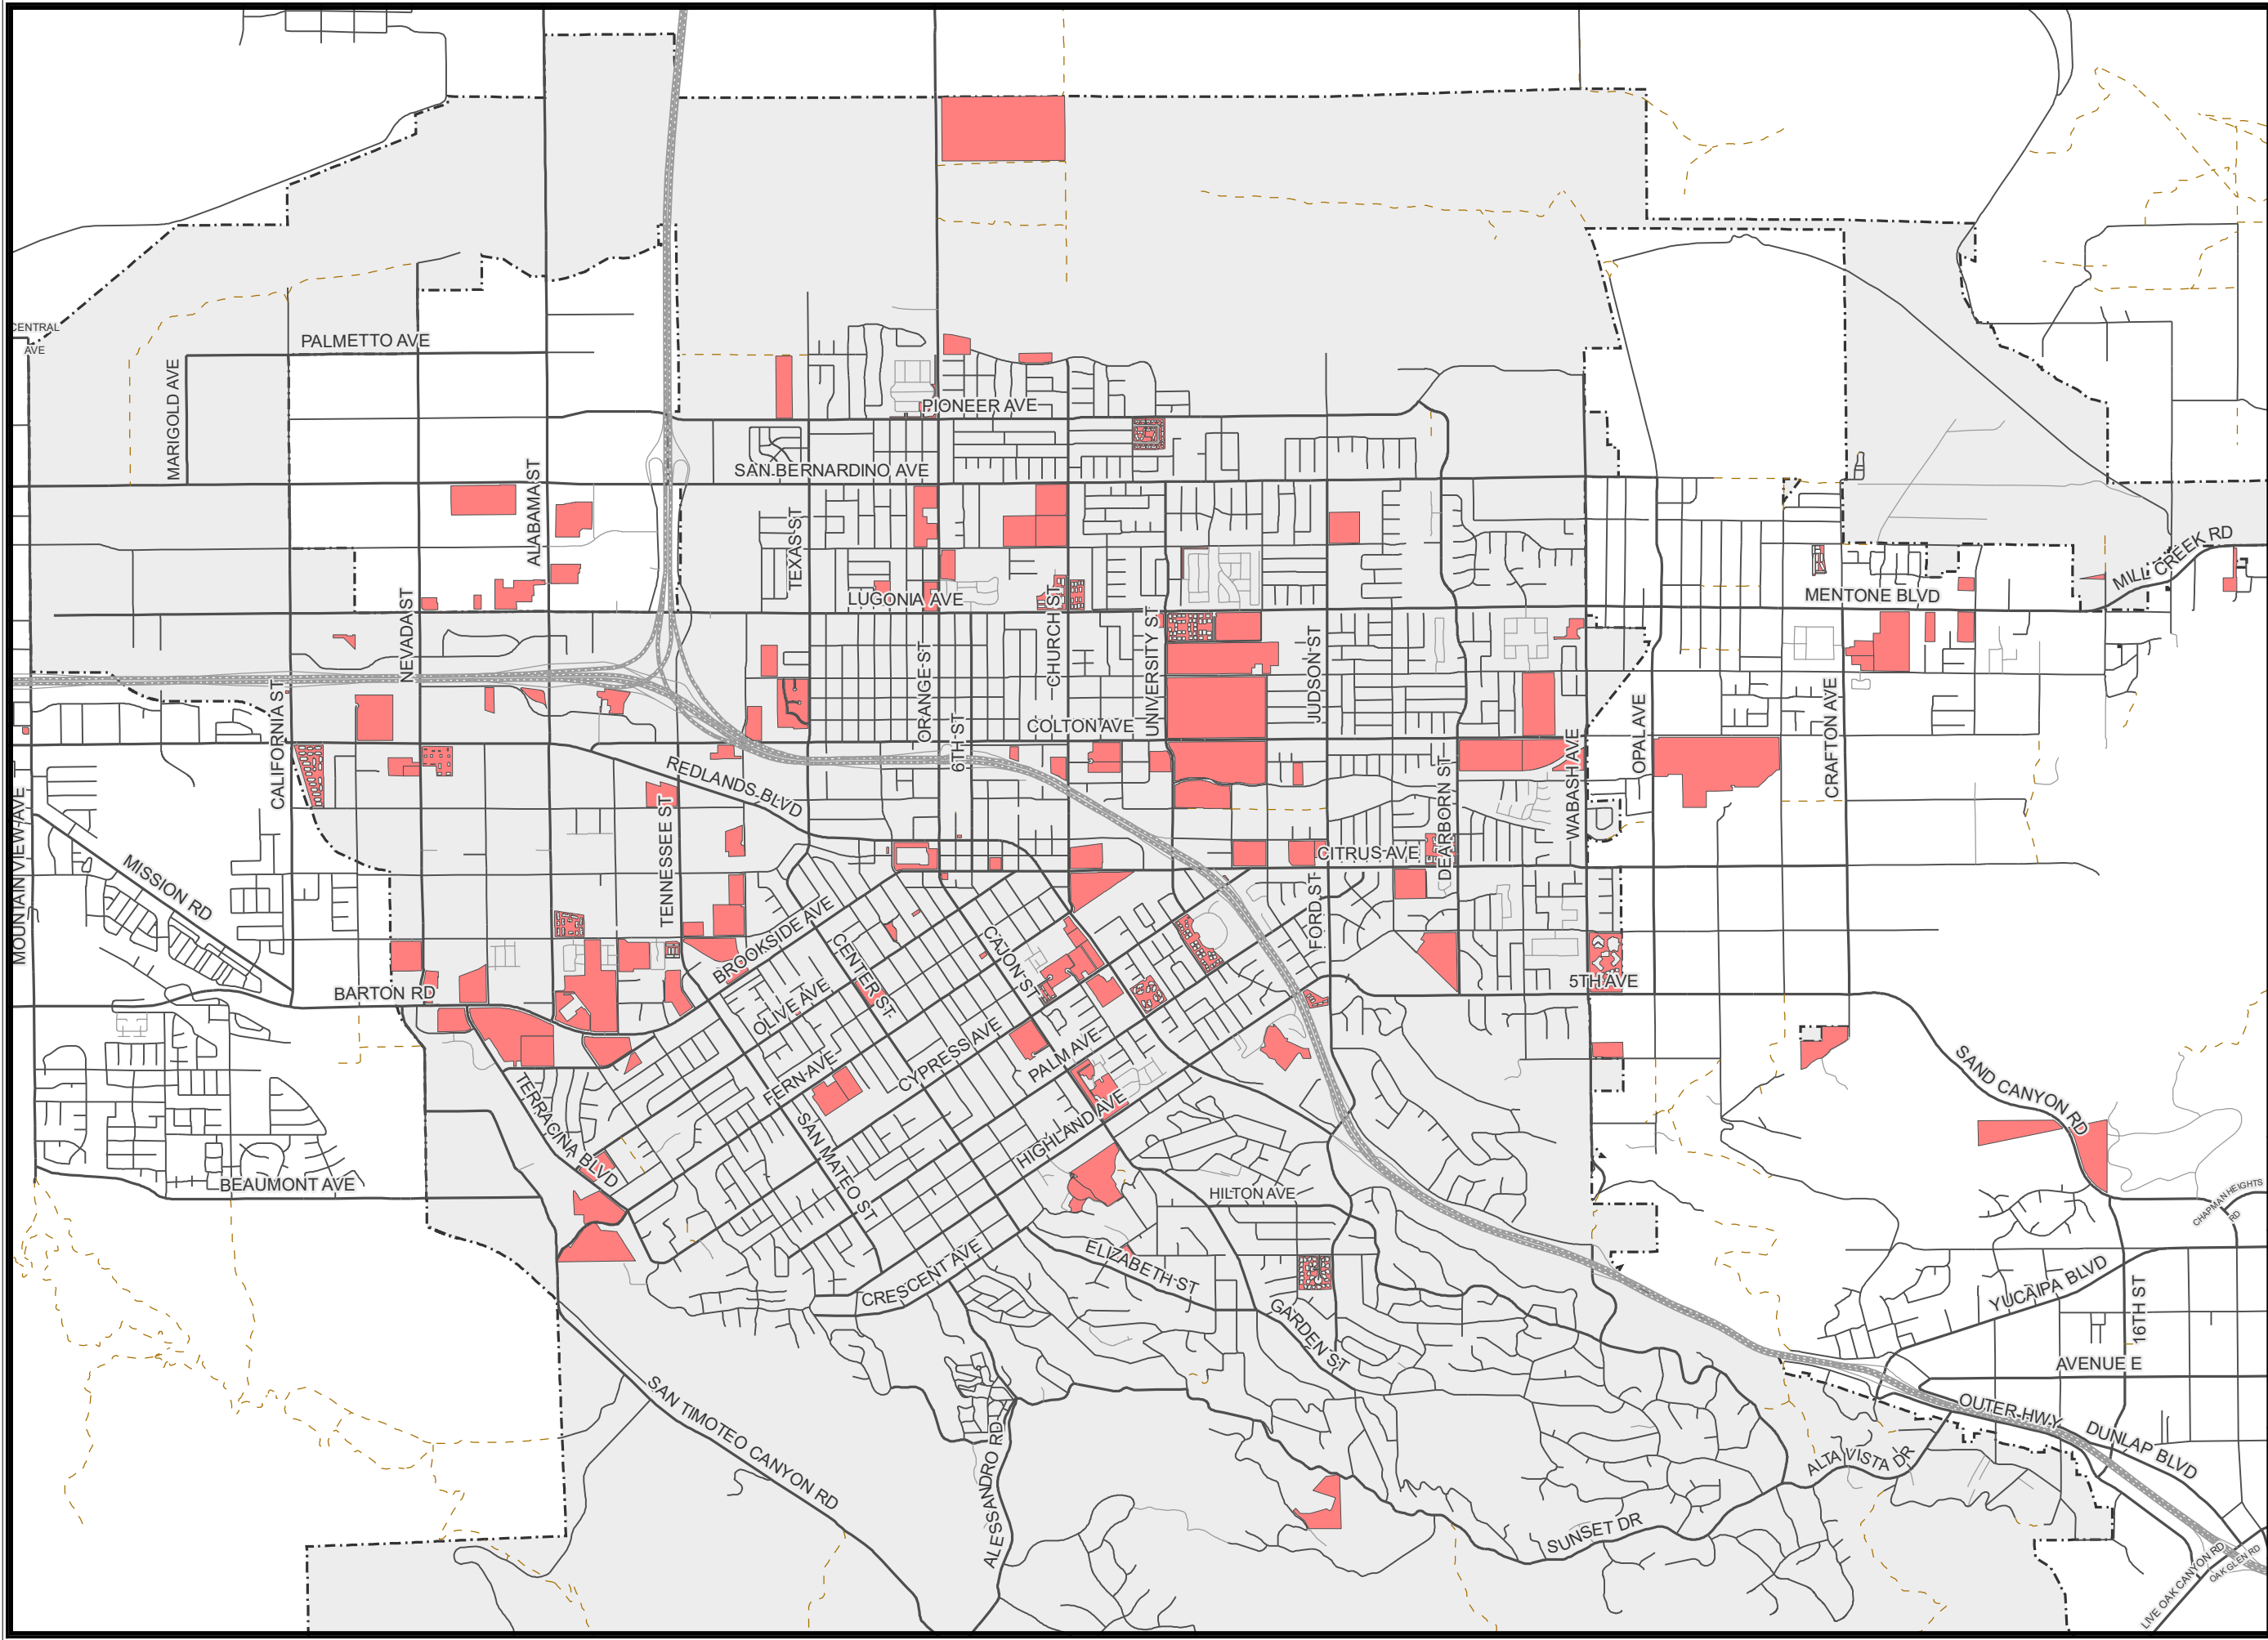 CENTRAL
AVE
PALMETTO AVE
MARIGOLD AVE
PIONEER AVE
SAN BERNARDINO AVE
ALABAMA ST
TEXAS ST
MILL CREEK RD
LUGONIA AVE
MENTONE BLVD
NEVADA ST
CHURCH ST
UNIVERSITY ST
ORANGE ST
JUDSON ST
CALIFORNIA ST
6TH ST
COLTON AVE
OPAL AVE
CRAFTON AVE
WABASH AVE
REDLANDS BLVD
DEARBORN ST
MOUNTAIN VIEW AVE
TENNESSEE ST
CITRUS AVE
MISSION RD
FORD ST
BROOKSIDE AVE
CENTER ST
CAJON ST
5TH AVE
BARTON RD
OLIVE AVE
CYPRESS AVE
PALM AVE
FERN AVE
SAND CANYON RD
TERRACINA BLVD
SAN MATEO ST
HIGHLAND AVE
BEAUMONT AVE
HILTON AVE
CHAPMAN HEIGHTS
RD
ELIZABETH ST
CRESCENT AVE
YUCAIPA BLVD
16TH ST
GARDEN ST
AVENUE E
SAN TIMOTEO CANYON RD
OUTER HWY
DUNLAP BLVD
ALESSANDRO RD
ALTA VISTA DR
SUNSET DR
LIVE OAK CANYON RD
OAK GLEN RD